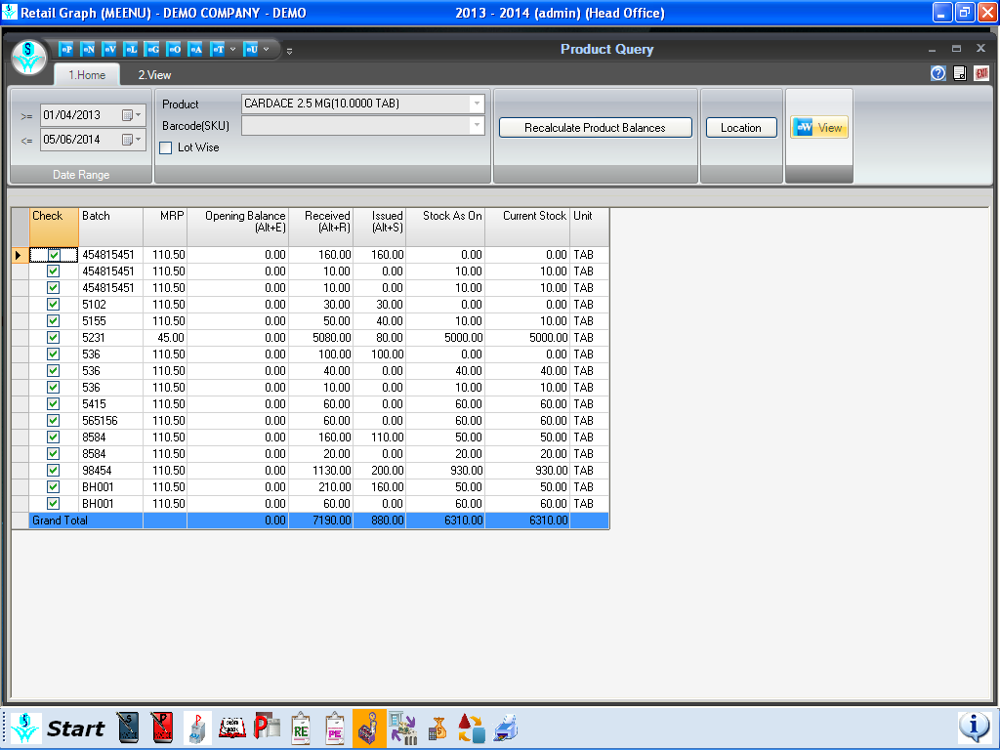 Retail Graph (MEENU) - DEMO COMPANY - DEMO 2013 - 2014 (admin) (Head Office)
S P N V L G O A T U Product Query
1.Home 2.View EXIT
>= 01/04/2013 Product CARDACE 2.5 MG(10.0000 TAB)
Barcode(SKU) Recalculate Product Balances Location W View
<= 05/06/2014
Lot Wise
Date Range
Check Batch MRP Opening Balance (Alt+E) Received (Alt+R) Issued (Alt+S) Stock As On Current Stock Unit
454815451 110.50 0.00 160.00 160.00 0.00 0.00 TAB
454815451 110.50 0.00 10.00 0.00 10.00 10.00 TAB
454815451 110.50 0.00 10.00 0.00 10.00 10.00 TAB
5102 110.50 0.00 30.00 30.00 0.00 0.00 TAB
5155 110.50 0.00 50.00 40.00 10.00 10.00 TAB
5231 45.00 0.00 5080.00 80.00 5000.00 5000.00 TAB
536 110.50 0.00 100.00 100.00 0.00 0.00 TAB
536 110.50 0.00 40.00 0.00 40.00 40.00 TAB
536 110.50 0.00 10.00 0.00 10.00 10.00 TAB
5415 110.50 0.00 60.00 0.00 60.00 60.00 TAB
565156 110.50 0.00 60.00 0.00 60.00 60.00 TAB
8584 110.50 0.00 160.00 110.00 50.00 50.00 TAB
8584 110.50 0.00 20.00 0.00 20.00 20.00 TAB
98454 110.50 0.00 1130.00 200.00 930.00 930.00 TAB
BH001 110.50 0.00 210.00 160.00 50.00 50.00 TAB
BH001 110.50 0.00 60.00 0.00 60.00 60.00 TAB
Grand Total 0.00 7190.00 880.00 6310.00 6310.00
Start S P P RE PE